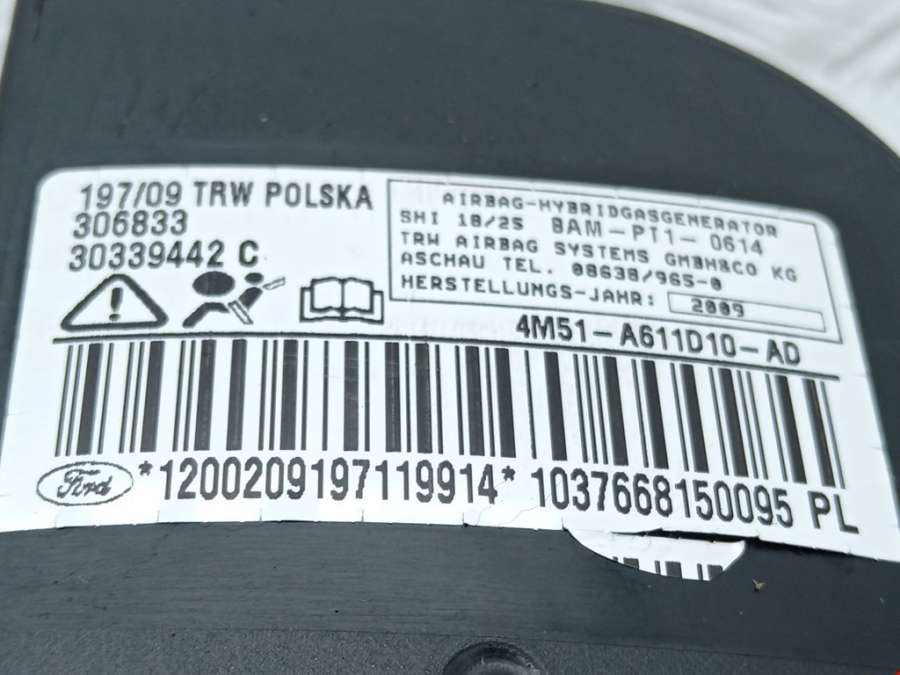 197/09 TRW POLSKA
306833
30339442 C
AIRBAG-HYBRIDGASGENERATOR
SHI 18/25 BAM-PT1-0614
TRW AIRBAG SYSTEMS GMBH&CO KG
ASCHAU TEL. 08638/965-0
HERSTELLUNGS-JAHR: 2009
4M51-A611D10-AD
Ford *1200209197119914* 1037668150095 PL